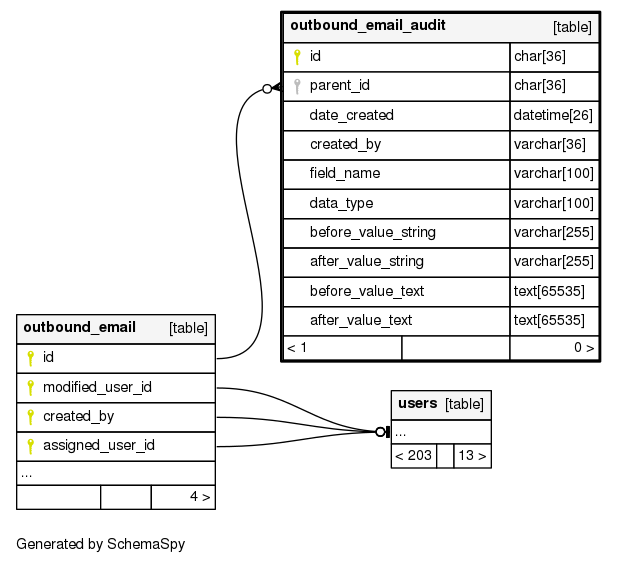 outbound_email_audit [table]
id char[36]
parent_id char[36]
date_created datetime[26]
created_by varchar[36]
field_name varchar[100]
data_type varchar[100]
before_value_string varchar[255]
after_value_string varchar[255]
before_value_text text[65535]
after_value_text text[65535]
< 1 0 >
outbound_email [table]
id
modified_user_id
created_by
assigned_user_id
...
4 >
users [table]
...
< 203 13 >
Generated by SchemaSpy